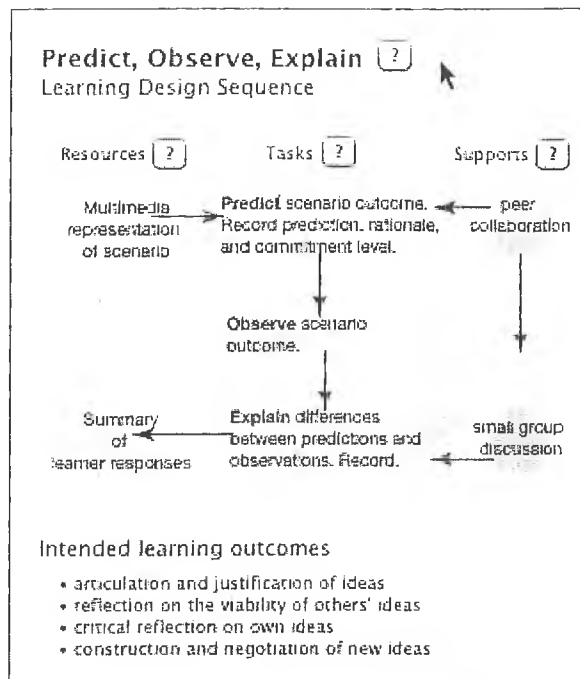 Predict, Observe, Explain ?
Learning Design Sequence
Resources ? Tasks ? Supports ?
Multimedia
representation
of scenario
Predict scenario outcome.
Record prediction, rationale,
and commitment level.
peer
collaboration
Observe scenario
outcome.
Summary
of
learner responses
Explain differences
between predictions and
observations. Record.
small group
discussion
Intended learning outcomes
• articulation and justification of ideas
• reflection on the viability of others' ideas
• critical reflection on own ideas
• construction and negotiation of new ideas